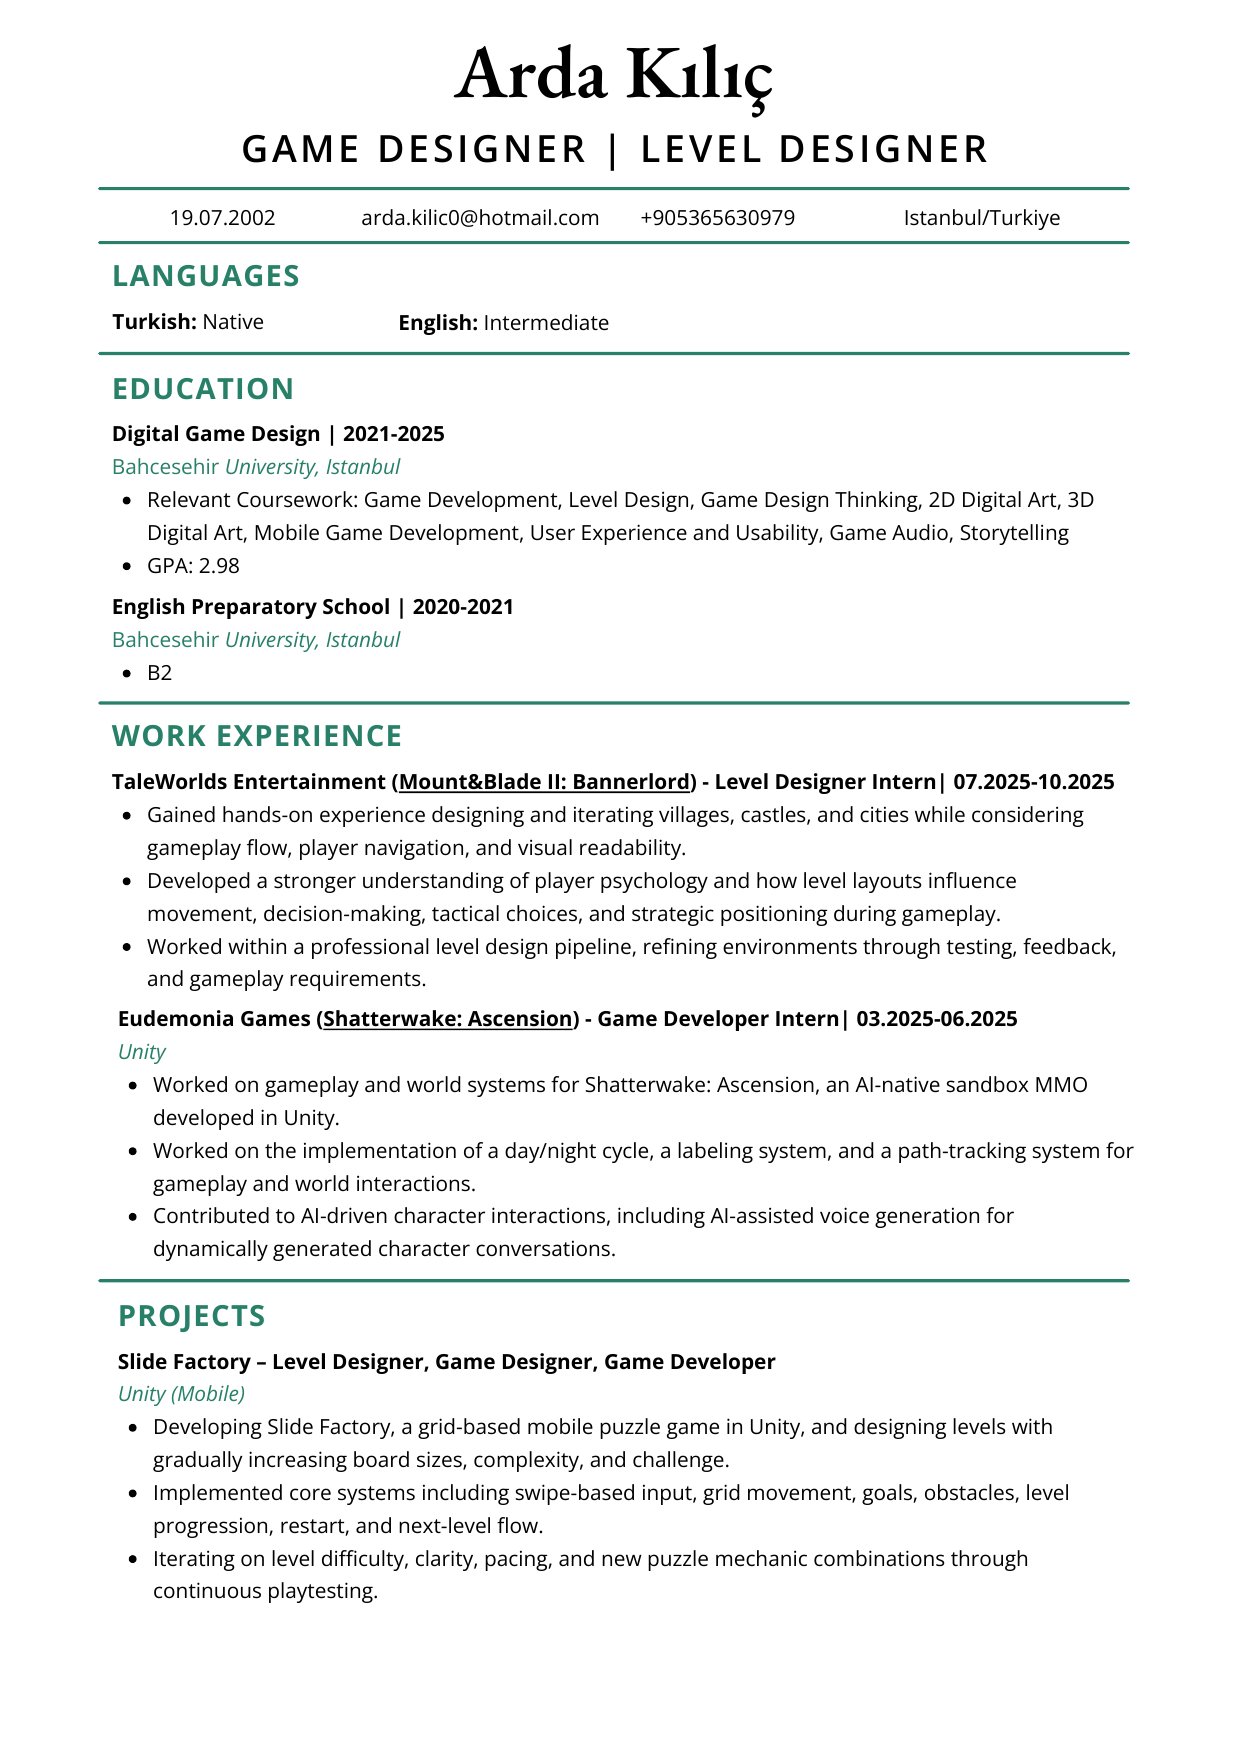 Arda Kılıç
GAME DESIGNER | LEVEL DESIGNER
19.07.2002 arda.kilic0@hotmail.com +905365630979 Istanbul/Turkiye
LANGUAGES
Turkish: Native English: Intermediate
EDUCATION
Digital Game Design | 2021-2025
Bahcesehir University, Istanbul
• Relevant Coursework: Game Development, Level Design, Game Design Thinking, 2D Digital Art, 3D
Digital Art, Mobile Game Development, User Experience and Usability, Game Audio, Storytelling
• GPA: 2.98
English Preparatory School | 2020-2021
Bahcesehir University, Istanbul
• B2
WORK EXPERIENCE
TaleWorlds Entertainment (Mount&Blade II: Bannerlord) - Level Designer Intern| 07.2025-10.2025
• Gained hands-on experience designing and iterating villages, castles, and cities while considering
gameplay flow, player navigation, and visual readability.
• Developed a stronger understanding of player psychology and how level layouts influence
movement, decision-making, tactical choices, and strategic positioning during gameplay.
• Worked within a professional level design pipeline, refining environments through testing, feedback,
and gameplay requirements.
Eudemonia Games (Shatterwake: Ascension) - Game Developer Intern| 03.2025-06.2025
Unity
• Worked on gameplay and world systems for Shatterwake: Ascension, an AI-native sandbox MMO
developed in Unity.
• Worked on the implementation of a day/night cycle, a labeling system, and a path-tracking system for
gameplay and world interactions.
• Contributed to AI-driven character interactions, including AI-assisted voice generation for
dynamically generated character conversations.
PROJECTS
Slide Factory – Level Designer, Game Designer, Game Developer
Unity (Mobile)
• Developing Slide Factory, a grid-based mobile puzzle game in Unity, and designing levels with
gradually increasing board sizes, complexity, and challenge.
• Implemented core systems including swipe-based input, grid movement, goals, obstacles, level
progression, restart, and next-level flow.
• Iterating on level difficulty, clarity, pacing, and new puzzle mechanic combinations through
continuous playtesting.